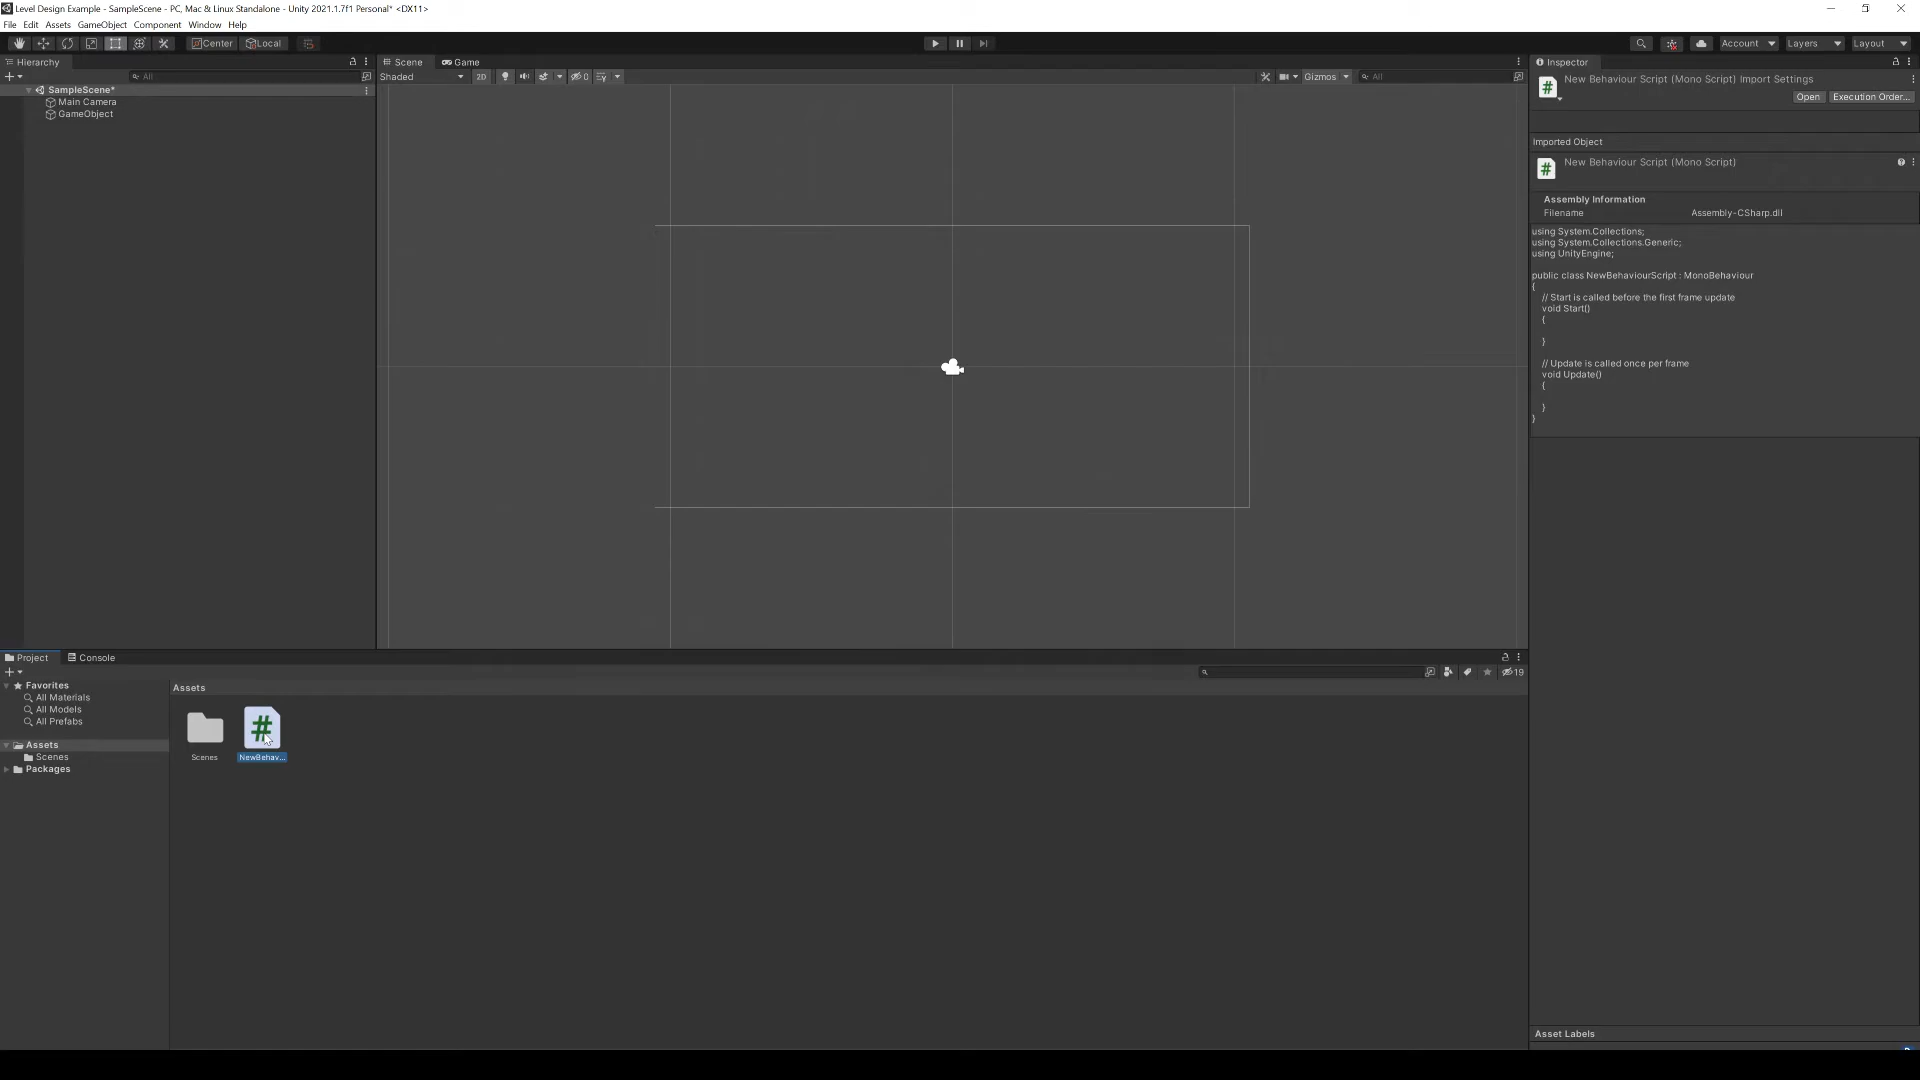 Level Design Example - SampleScene - PC, Mac & Linux Standalone - Unity 2021.1.7f1 Personal* <DX11>
File Edit Assets GameObject Component Window Help
Center Local Account Layers Layout
Hierarchy
All
SampleScene*
Main Camera
GameObject
Scene Game
Shaded 2D 0 Gizmos All
Inspector
New Behaviour Script (Mono Script) Import Settings
Open Execution Order...
Imported Object
New Behaviour Script (Mono Script)
Assembly Information
Filename Assembly-CSharp.dll
using System.Collections;
using System.Collections.Generic;
using UnityEngine;
public class NewBehaviourScript : MonoBehaviour
{
// Start is called before the first frame update
void Start()
{
}
// Update is called once per frame
void Update()
{
}
}
Project Console
19
Favorites
All Materials
All Models
All Prefabs
Assets
Scenes
Packages
Assets
Scenes
#
NewBehav...
Asset Labels